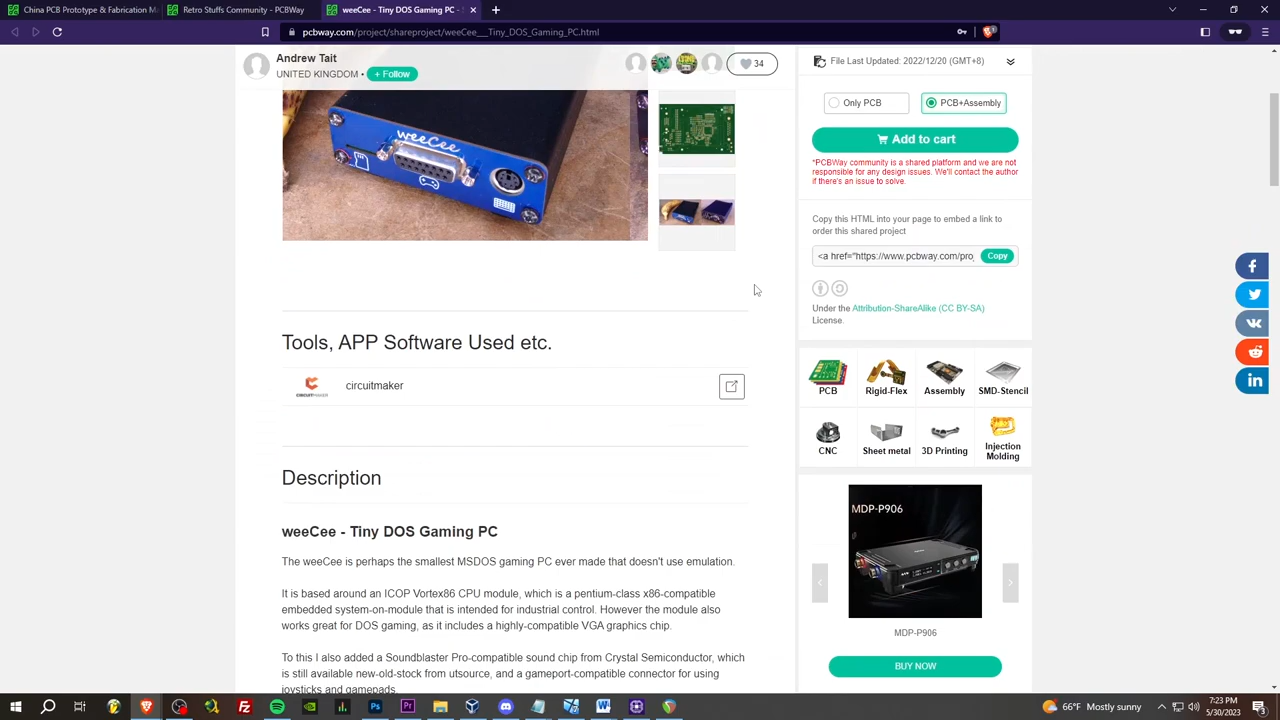 China PCB Prototype & Fabrication M
Retro Stuffs Community - PCBWay
weeCee - Tiny DOS Gaming PC - S
pcbway.com/project/shareproject/weeCee__Tiny_DOS_Gaming_PC.html
Andrew Tait
UNITED KINGDOM •
+ Follow
34
weeCee
File Last Updated: 2022/12/20 (GMT+8)
Only PCB
PCB+Assembly
Add to cart
*PCBWay community is a shared platform and we are not
responsible for any design issues. We'll contact the author
if there's an issue to solve.
Copy this HTML into your page to embed a link to
order this shared project
<a href="https://www.pcbway.com/pro
Copy
Under the Attribution-ShareAlike (CC BY-SA)
License.
Tools, APP Software Used etc.
CIRCUITMAKER
circuitmaker
PCB
Rigid-Flex
Assembly
SMD-Stencil
CNC
Sheet metal
3D Printing
Injection
Molding
Description
weeCee - Tiny DOS Gaming PC
The weeCee is perhaps the smallest MSDOS gaming PC ever made that doesn't use emulation.
It is based around an ICOP Vortex86 CPU module, which is a pentium-class x86-compatible
embedded system-on-module that is intended for industrial control. However the module also
works great for DOS gaming, as it includes a highly-compatible VGA graphics chip.
To this I also added a Soundblaster Pro-compatible sound chip from Crystal Semiconductor, which
is still available new-old-stock from utsource, and a gameport-compatible connector for using
joysticks and gamepads.
MDP-P906
MDP-P906
BUY NOW
64°F Mostly sunny
7:23 PM
5/30/2023